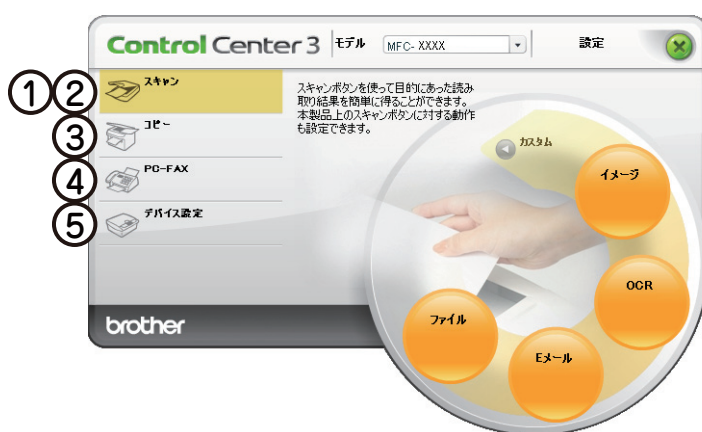 Control Center 3
モデル
MFC- XXXX
設定
① ②
スキャン
③
コピー
④
PC-FAX
⑤
デバイス設定
スキャンボタンを使って目的にあった読み
取り結果を簡単に得ることができます。
本製品上のスキャンボタンに対する動作
も設定できます。
カスタム
イメージ
OCR
Eメール
ファイル
brother